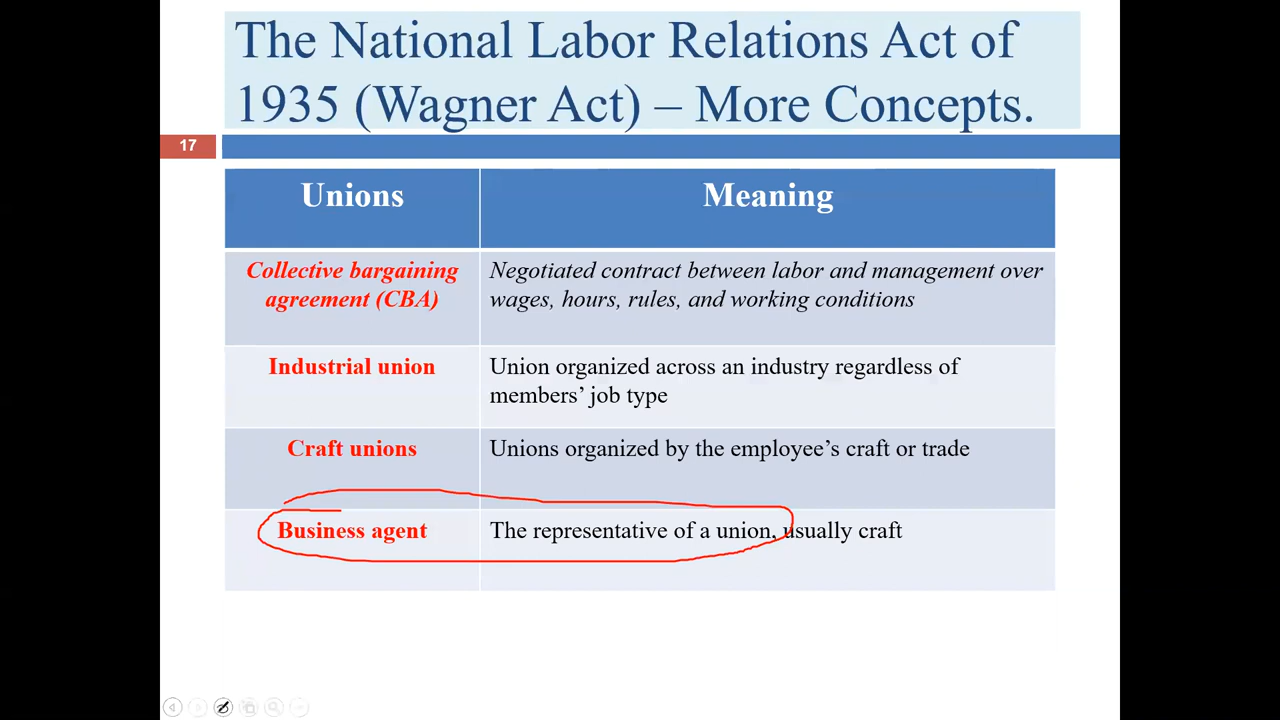 The National Labor Relations Act of
1935 (Wagner Act) – More Concepts.
17
Unions
Meaning
Collective bargaining
agreement (CBA)
Negotiated contract between labor and management over
wages, hours, rules, and working conditions
Industrial union
Union organized across an industry regardless of
members’ job type
Craft unions
Unions organized by the employee’s craft or trade
Business agent
The representative of a union, usually craft